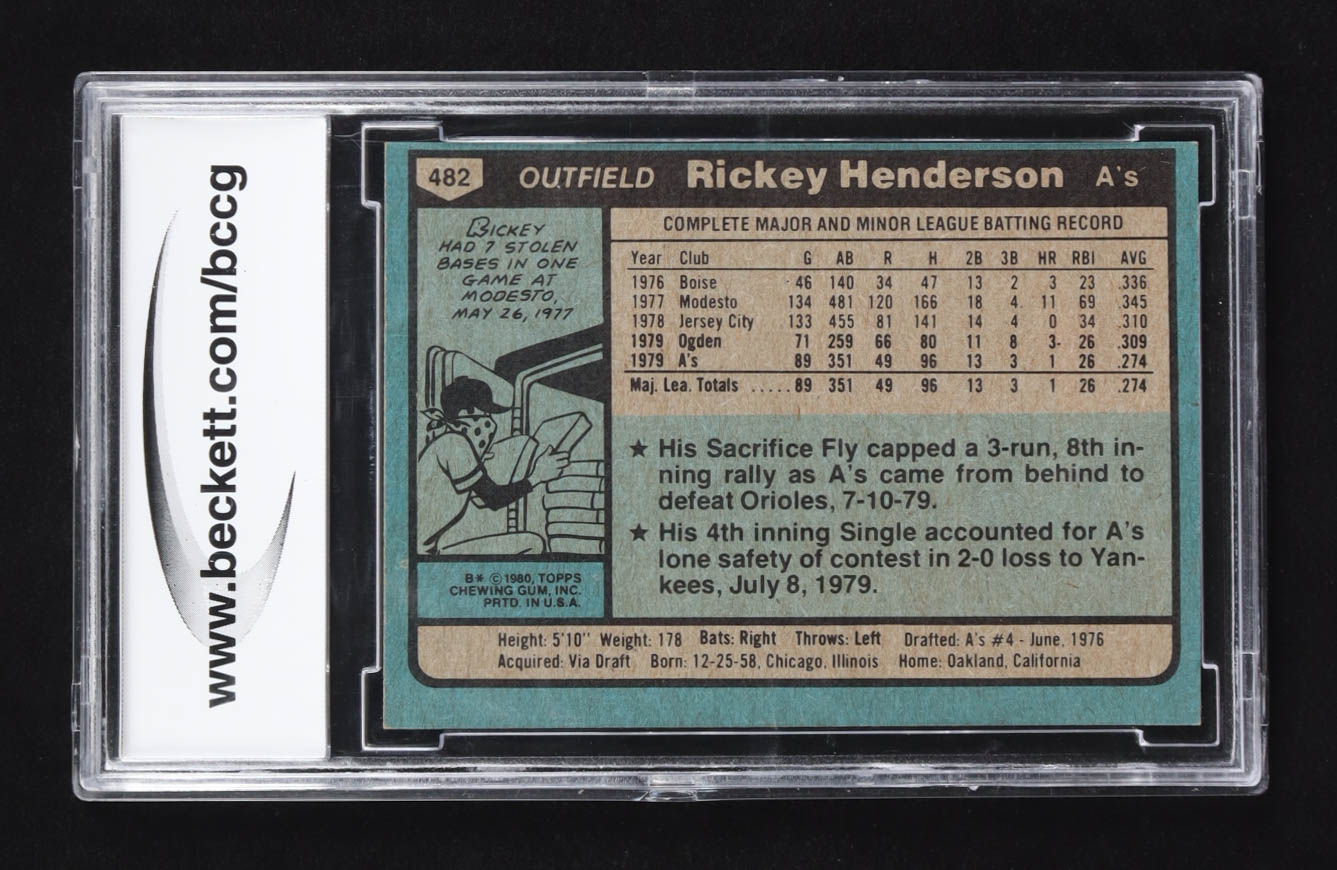 www.beckett.com/bccg
482 OUTFIELD Rickey Henderson A's
RICKEY
HAD 7 STOLEN
BASES IN ONE
GAME AT
MODESTO,
MAY 26, 1977
COMPLETE MAJOR AND MINOR LEAGUE BATTING RECORD
Year Club G AB R H 2B 3B HR RBI AVG
1976 Boise 46 140 34 47 13 2 3 23 .336
1977 Modesto 134 481 120 166 18 4 11 69 .345
1978 Jersey City 133 455 81 141 14 4 0 34 .310
1979 Ogden 71 259 66 80 11 8 3 26 .309
1979 A's 89 351 49 96 13 3 1 26 .274
Maj. Lea. Totals .....89 351 49 96 13 3 1 26 .274
★ His Sacrifice Fly capped a 3-run, 8th in-
ning rally as A's came from behind to
defeat Orioles, 7-10-79.
★ His 4th inning Single accounted for A's
lone safety of contest in 2-0 loss to Yan-
kees, July 8, 1979.
B* © 1980, TOPPS
CHEWING GUM, INC.
PRTD. IN U.S.A.
Height: 5'10" Weight: 178 Bats: Right Throws: Left Drafted: A's #4 - June, 1976
Acquired: Via Draft Born: 12-25-58, Chicago, Illinois Home: Oakland, California